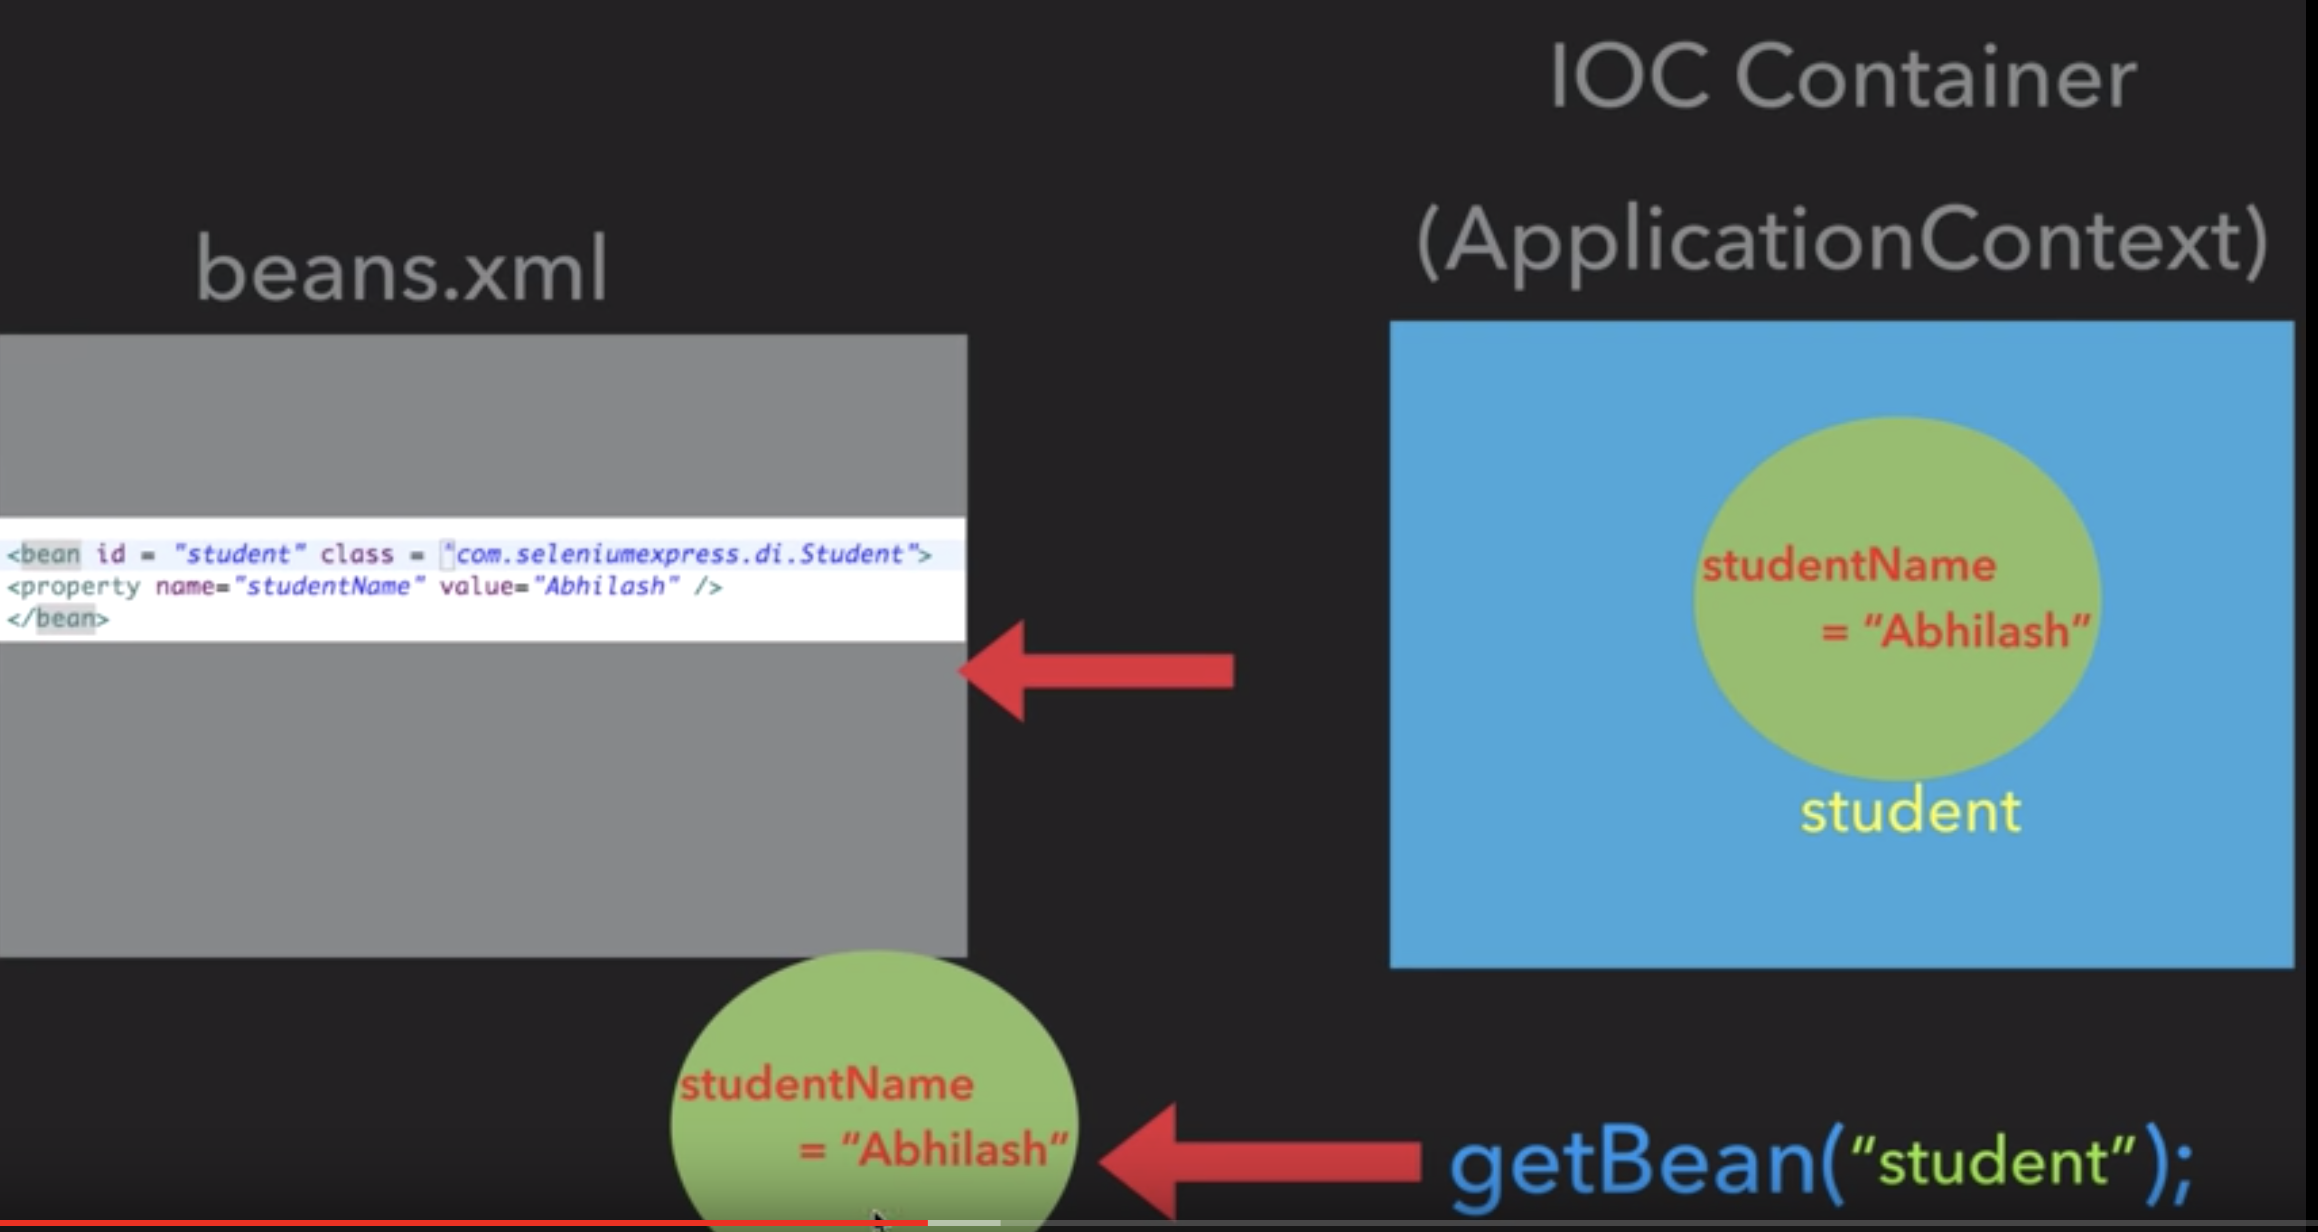 IOC Container
(ApplicationContext)
beans.xml
<bean id = "student" class = "com.seleniumexpress.di.Student">
<property name="studentName" value="Abhilash" />
</bean>
studentName
= “Abhilash”
student
studentName
= “Abhilash”
getBean(“student”);